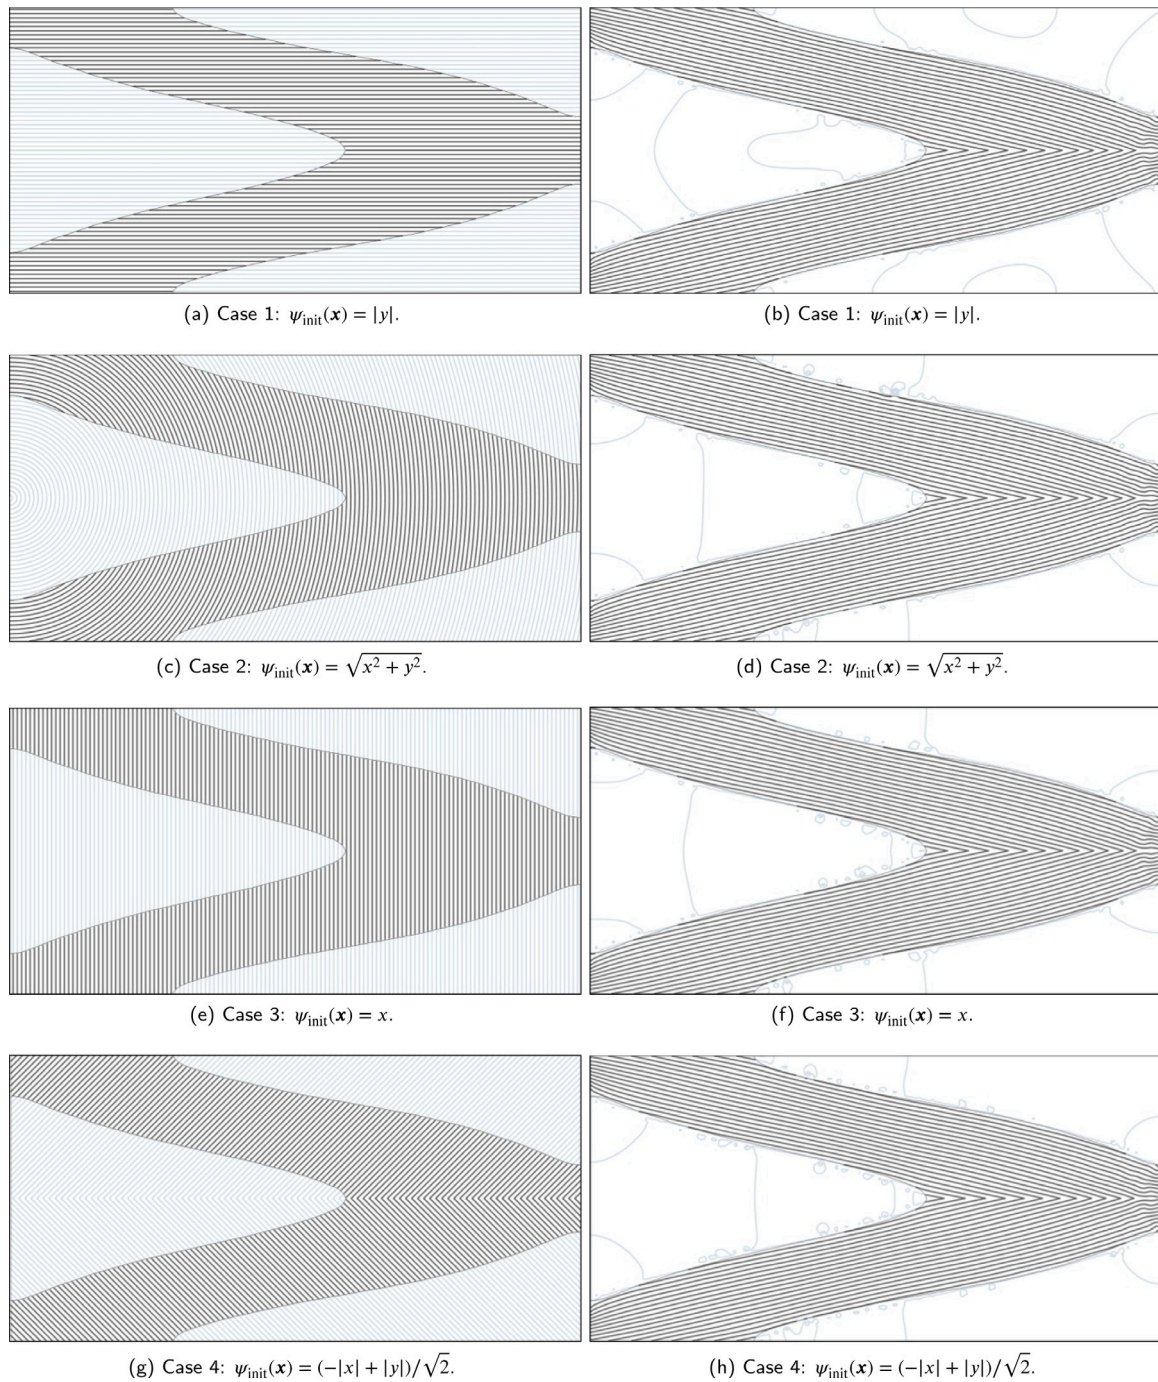 (a) Case 1: ψinit(x) = |y|.
(b) Case 1: ψinit(x) = |y|.
(c) Case 2: ψinit(x) = √x² + y².
(d) Case 2: ψinit(x) = √x² + y².
(e) Case 3: ψinit(x) = x.
(f) Case 3: ψinit(x) = x.
(g) Case 4: ψinit(x) = (−|x| + |y|)/√2.
(h) Case 4: ψinit(x) = (−|x| + |y|)/√2.